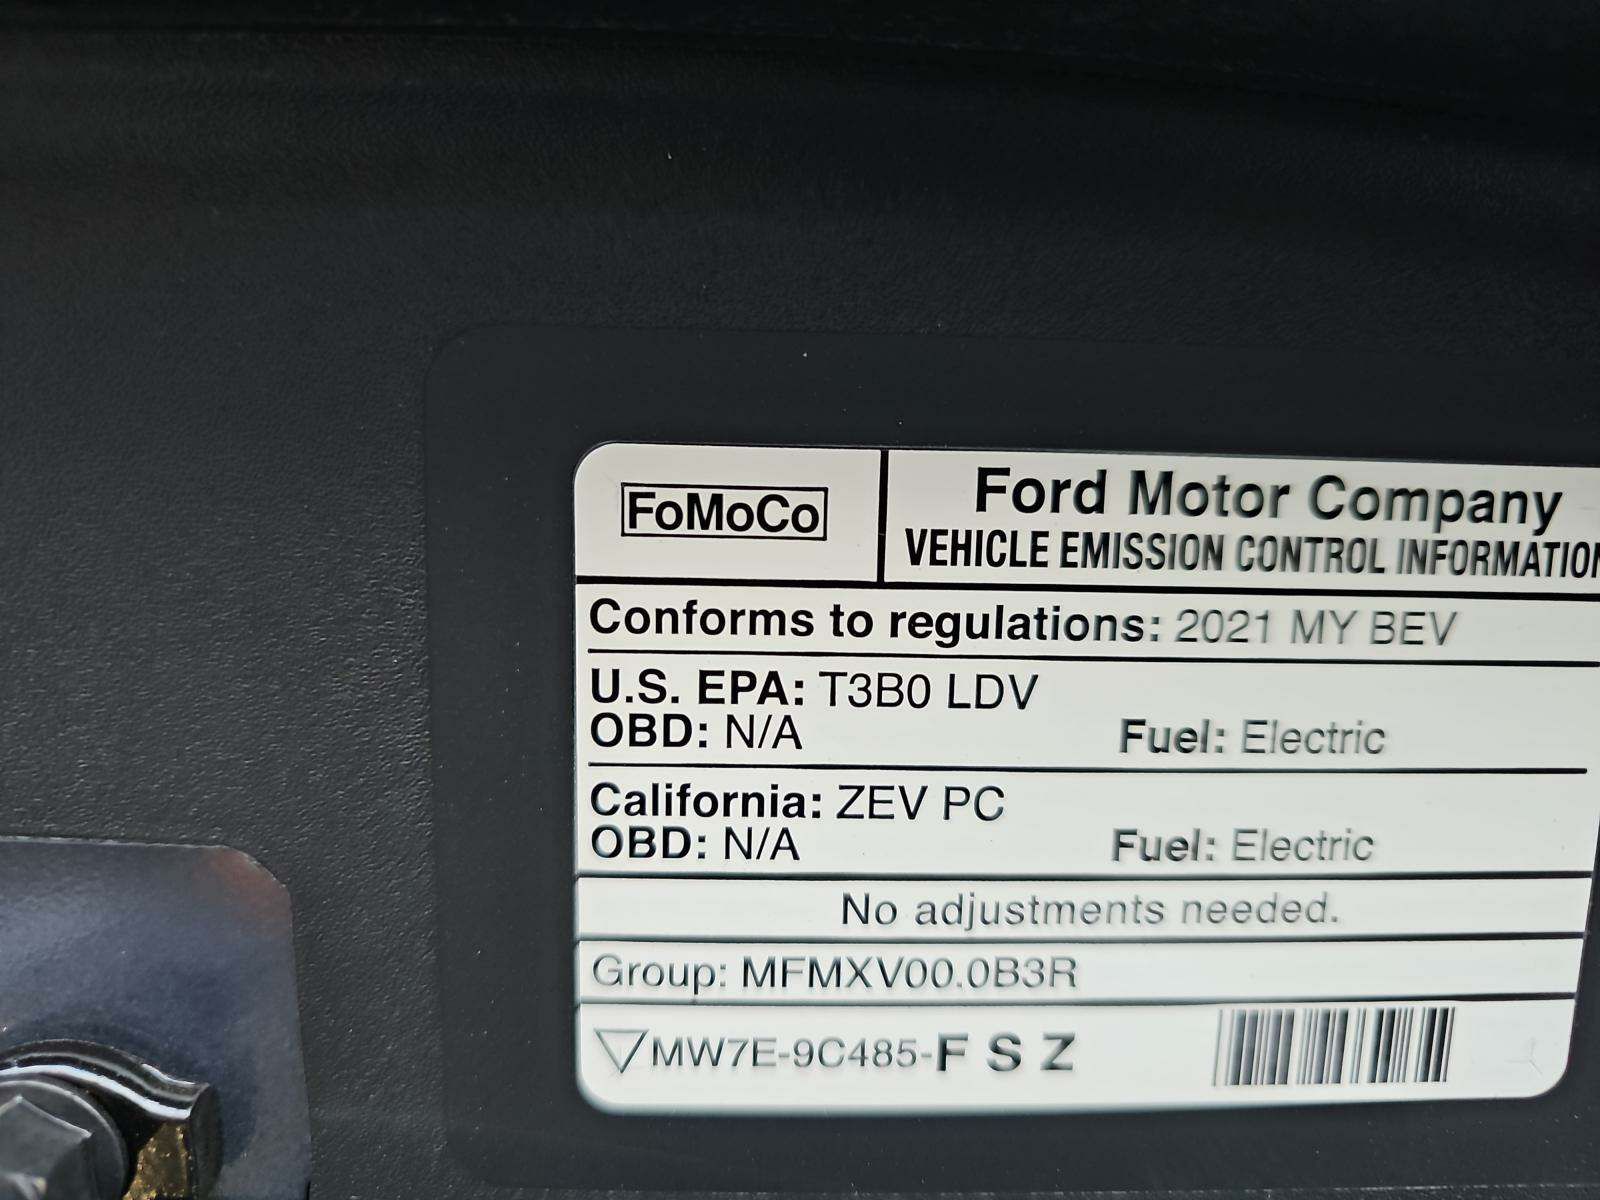 FoMoCo
Ford Motor Company
VEHICLE EMISSION CONTROL INFORMATION
Conforms to regulations: 2021 MY BEV
U.S. EPA: T3B0 LDV
OBD: N/A Fuel: Electric
California: ZEV PC
OBD: N/A Fuel: Electric
No adjustments needed.
Group: MFMXV00.0B3R
MW7E-9C485-F S Z